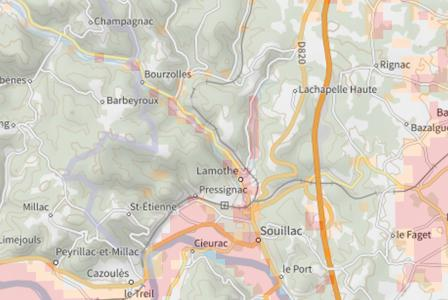 Champagnac
D820
Rignac
Bourzolles
Lachapelle Haute
Barbeyroux
Bazalgu
Lamothe
Pressignac
Millac
St-Étienne
Souillac
le Faget
Limejouls
Cieurac
Peyrillac-et-Millac
Cazoulès
le Port
le Treil